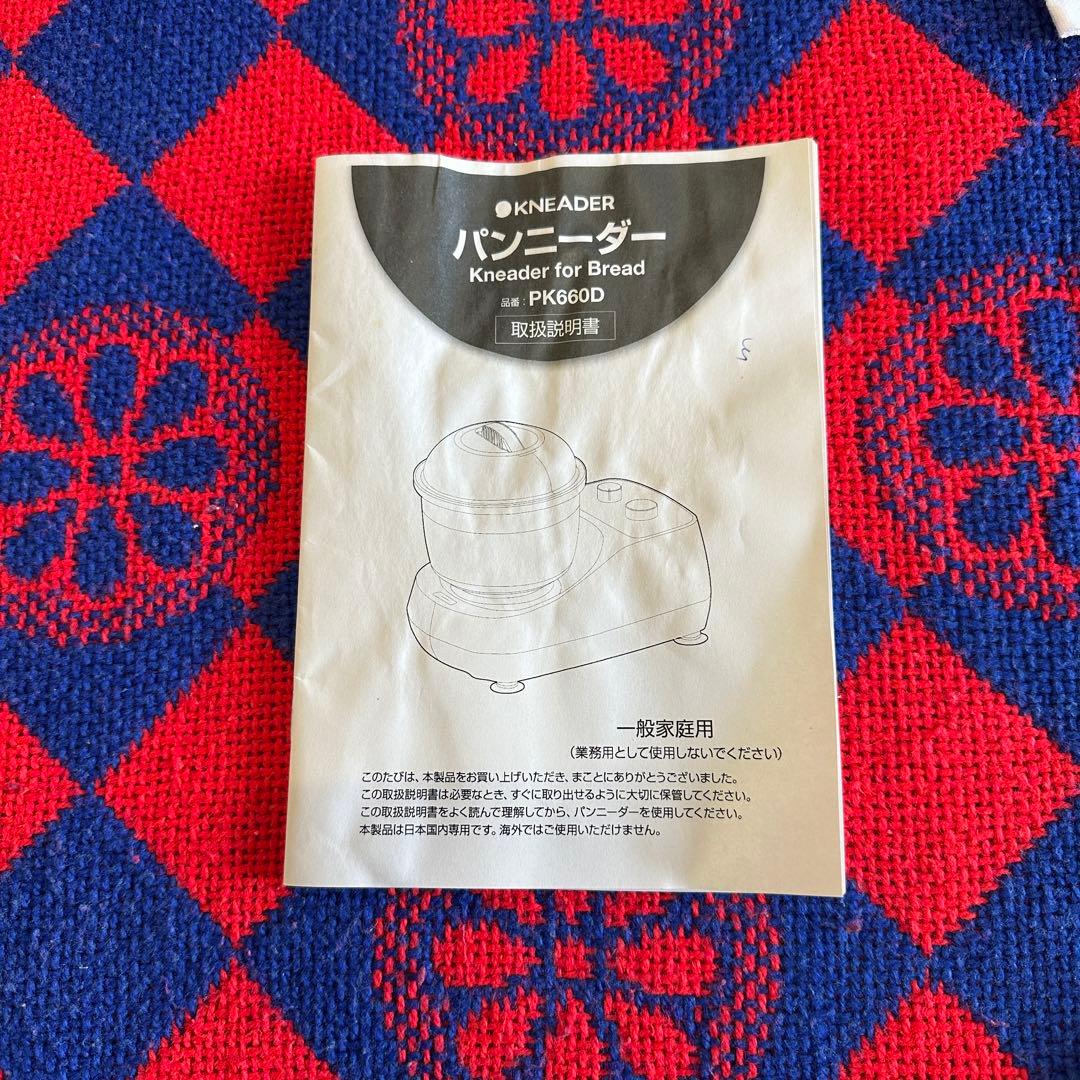 KNEADER
パンニーダー
Kneader for Bread
品番 : PK660D
取扱説明書
一般家庭用
(業務用として使用しないでください)
このたびは、本製品をお買い上げいただき、まことにありがとうございました。
この取扱説明書は必要なとき、すぐに取り出せるように大切に保管してください。
この取扱説明書をよく読んで理解してから、パンニーダーを使用してください。
本製品は日本国内専用です。海外ではご使用いただけません。